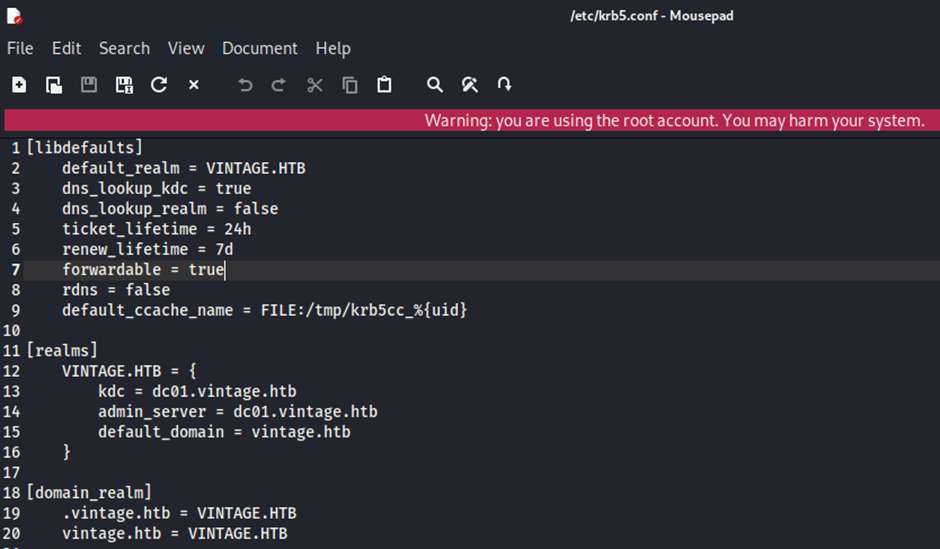 /etc/krb5.conf - Mousepad
File Edit Search View Document Help
Warning: you are using the root account. You may harm your system.
1 [libdefaults]
2 default_realm = VINTAGE.HTB
3 dns_lookup_kdc = true
4 dns_lookup_realm = false
5 ticket_lifetime = 24h
6 renew_lifetime = 7d
7 forwardable = true
8 rdns = false
9 default_ccache_name = FILE:/tmp/krb5cc_%{uid}
10
11 [realms]
12 VINTAGE.HTB = {
13 kdc = dc01.vintage.htb
14 admin_server = dc01.vintage.htb
15 default_domain = vintage.htb
16 }
17
18 [domain_realm]
19 .vintage.htb = VINTAGE.HTB
20 vintage.htb = VINTAGE.HTB